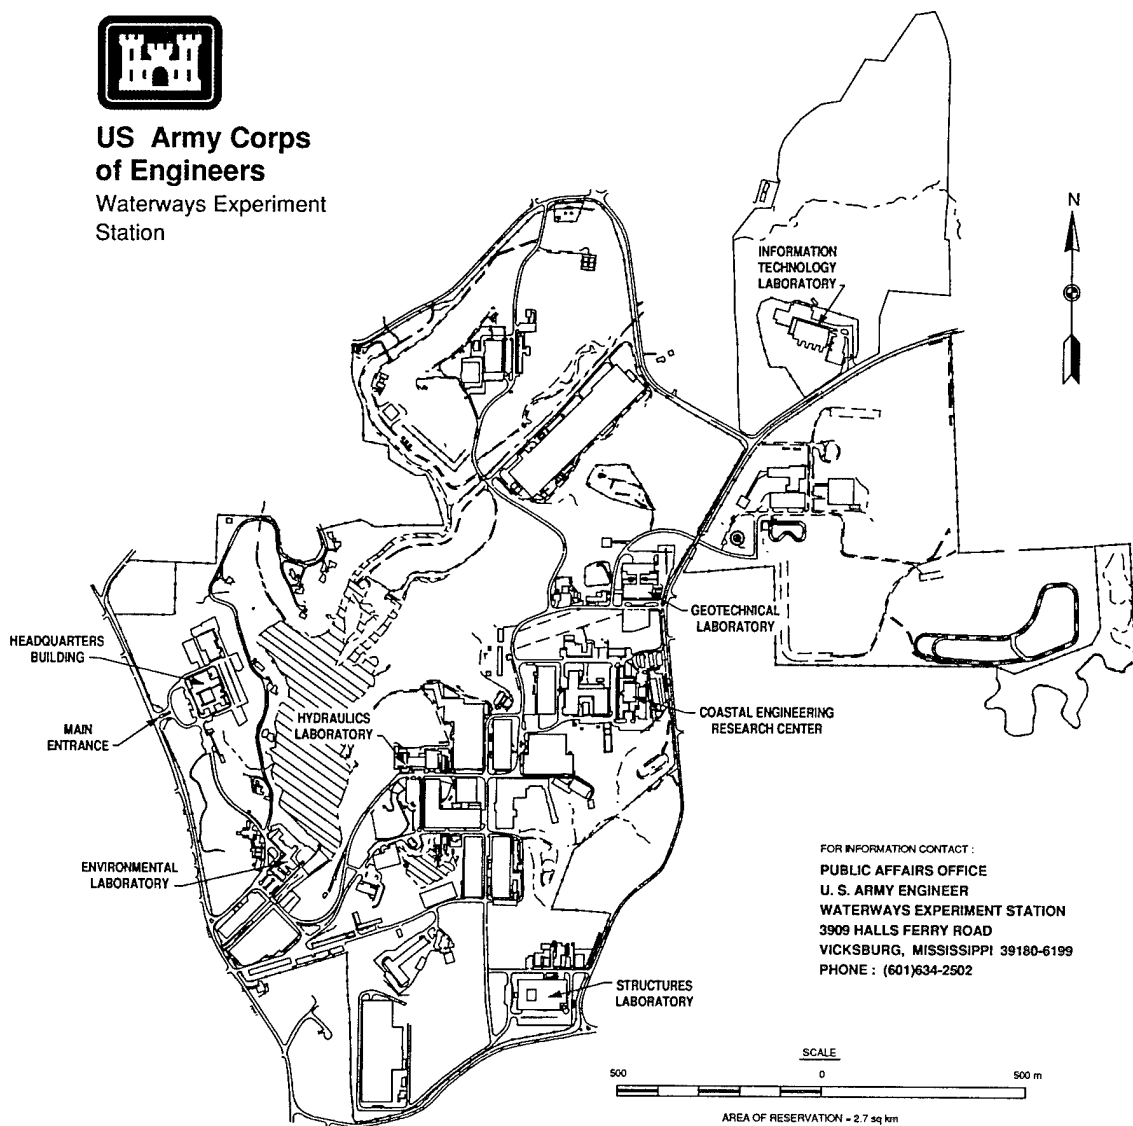 US Army Corps
of Engineers
Waterways Experiment
Station
N
INFORMATION
TECHNOLOGY
LABORATORY
GEOTECHNICAL
LABORATORY
HEADQUARTERS
BUILDING
MAIN
ENTRANCE
HYDRAULICS
LABORATORY
COASTAL ENGINEERING
RESEARCH CENTER
ENVIRONMENTAL
LABORATORY
STRUCTURES
LABORATORY
FOR INFORMATION CONTACT :
PUBLIC AFFAIRS OFFICE
U. S. ARMY ENGINEER
WATERWAYS EXPERIMENT STATION
3909 HALLS FERRY ROAD
VICKSBURG, MISSISSIPPI 39180-6199
PHONE : (601)634-2502
SCALE
500 0 500 m
AREA OF RESERVATION = 2.7 sq km